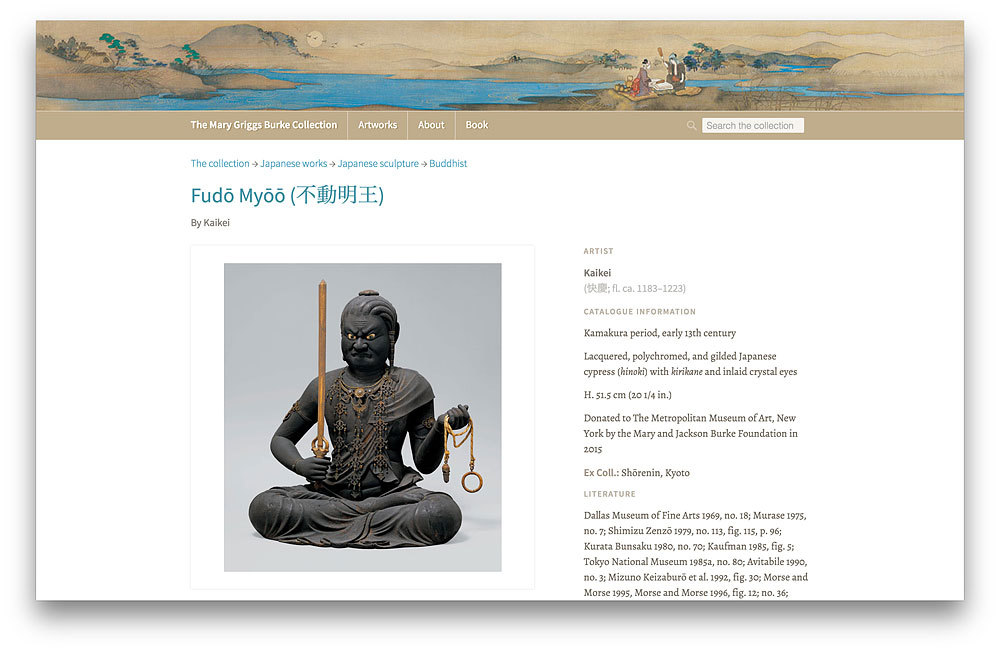 The Mary Griggs Burke Collection Artworks About Book Search the collection
The collection → Japanese works → Japanese sculpture → Buddhist
Fudō Myōō (不動明王)
By Kaikei
ARTIST
Kaikei
(快慶; fl. ca. 1183–1223)
CATALOGUE INFORMATION
Kamakura period, early 13th century
Lacquered, polychromed, and gilded Japanese
cypress (hinoki) with kirikane and inlaid crystal eyes
H. 51.5 cm (20 1/4 in.)
Donated to The Metropolitan Museum of Art, New
York by the Mary and Jackson Burke Foundation in
2015
Ex Coll.: Shōrenin, Kyoto
LITERATURE
Dallas Museum of Fine Arts 1969, no. 18; Murase 1975,
no. 7; Shimizu Zenzō 1979, no. 113, fig. 115, p. 96;
Kurata Bunsaku 1980, no. 70; Kaufman 1985, fig. 5;
Tokyo National Museum 1985a, no. 80; Avitabile 1990,
no. 3; Mizuno Keizaburō et al. 1992, fig. 30; Morse and
Morse 1995, Morse and Morse 1996, fig. 12; no. 36;